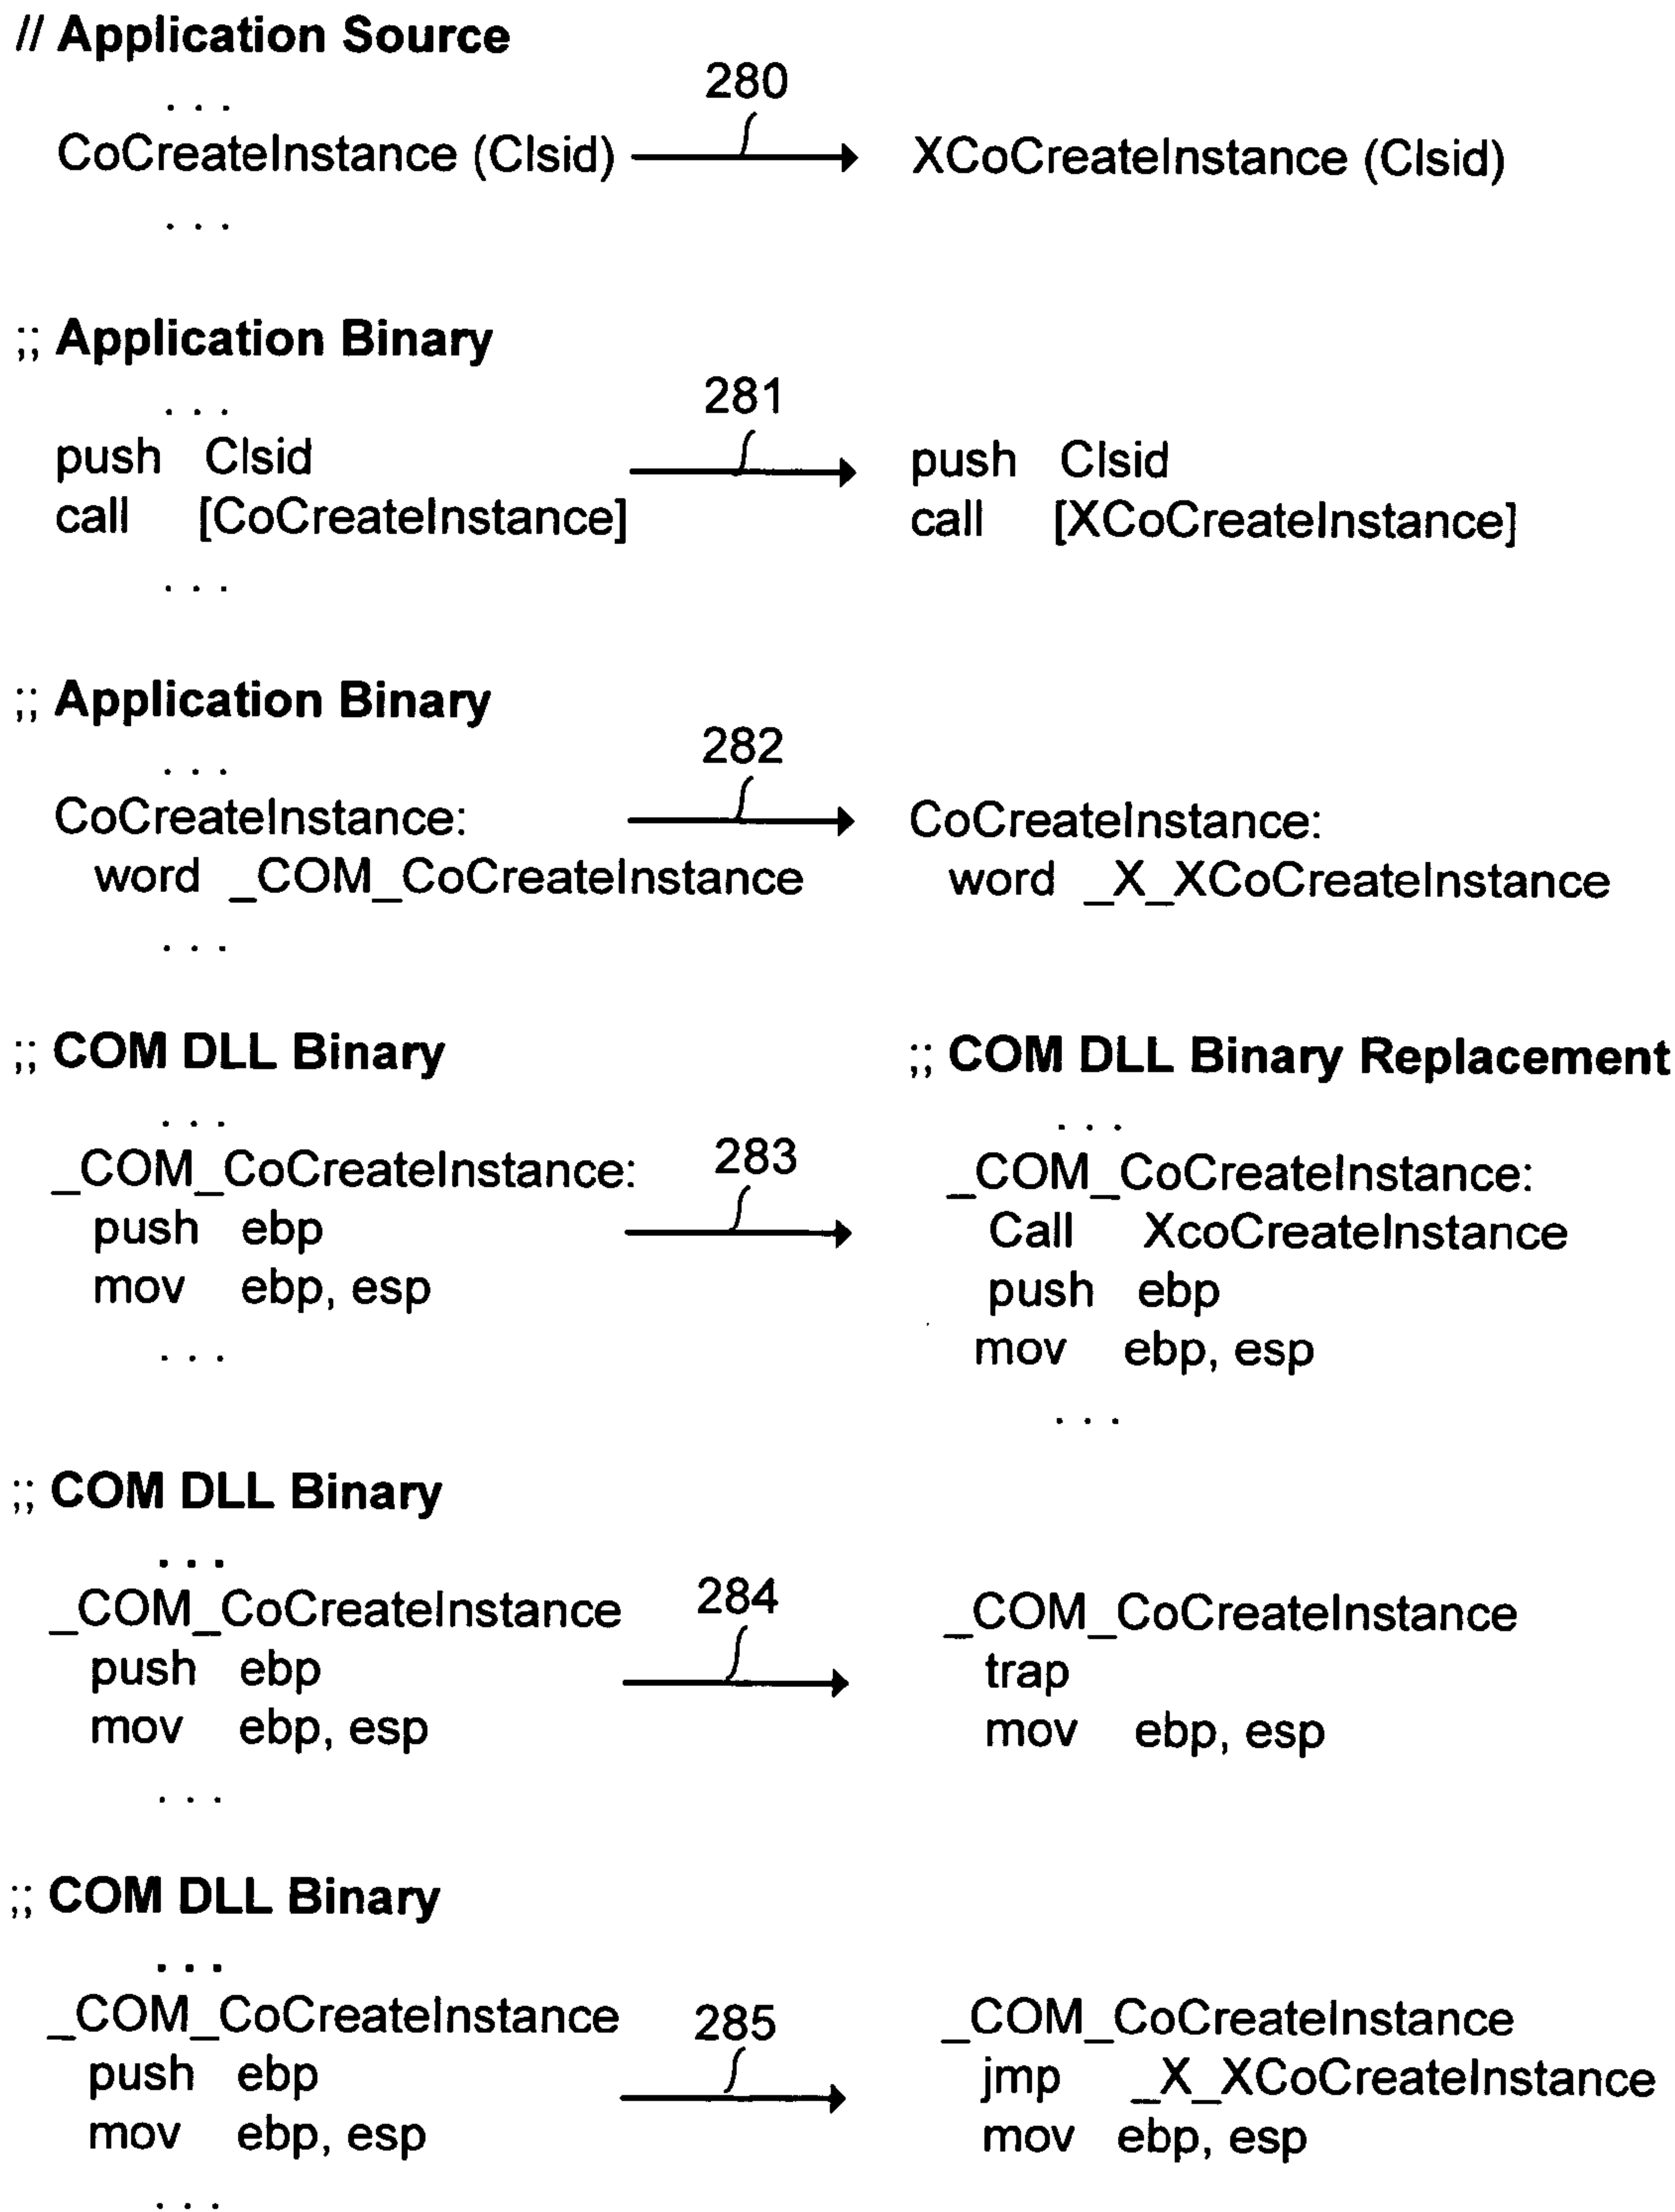 // Application Source
. . .
280
CoCreateInstance (Clsid) XCoCreateInstance (Clsid)
. . .
;; Application Binary
. . .
281
push Clsid push Clsid
call [CoCreateInstance] call [XCoCreateInstance]
. . .
;; Application Binary
. . .
282
CoCreateInstance: CoCreateInstance:
word _COM_CoCreateInstance word _X_XCoCreateInstance
. . .
;; COM DLL Binary ;; COM DLL Binary Replacement
. . . . . .
283
_COM_CoCreateInstance: _COM_CoCreateInstance:
push ebp Call XcoCreateInstance
mov ebp, esp push ebp
. . . mov ebp, esp
. . .
;; COM DLL Binary
. . .
284
_COM_CoCreateInstance _COM_CoCreateInstance
push ebp trap
mov ebp, esp mov ebp, esp
. . .
;; COM DLL Binary
. . .
285
_COM_CoCreateInstance _COM_CoCreateInstance
push ebp jmp _X_XCoCreateInstance
mov ebp, esp mov ebp, esp
. . .